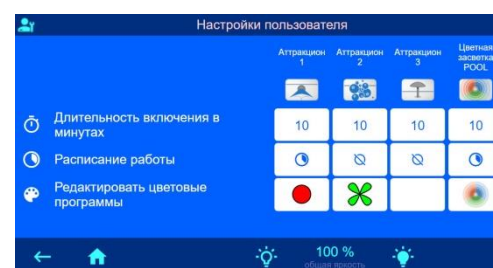 Настройки пользователя
Аттракцион 1
Аттракцион 2
Аттракцион 3
Цветная засветка POOL
Длительность включения в минутах
10 10 10 10
Расписание работы
Редактировать цветовые программы
100 %
общая яркость